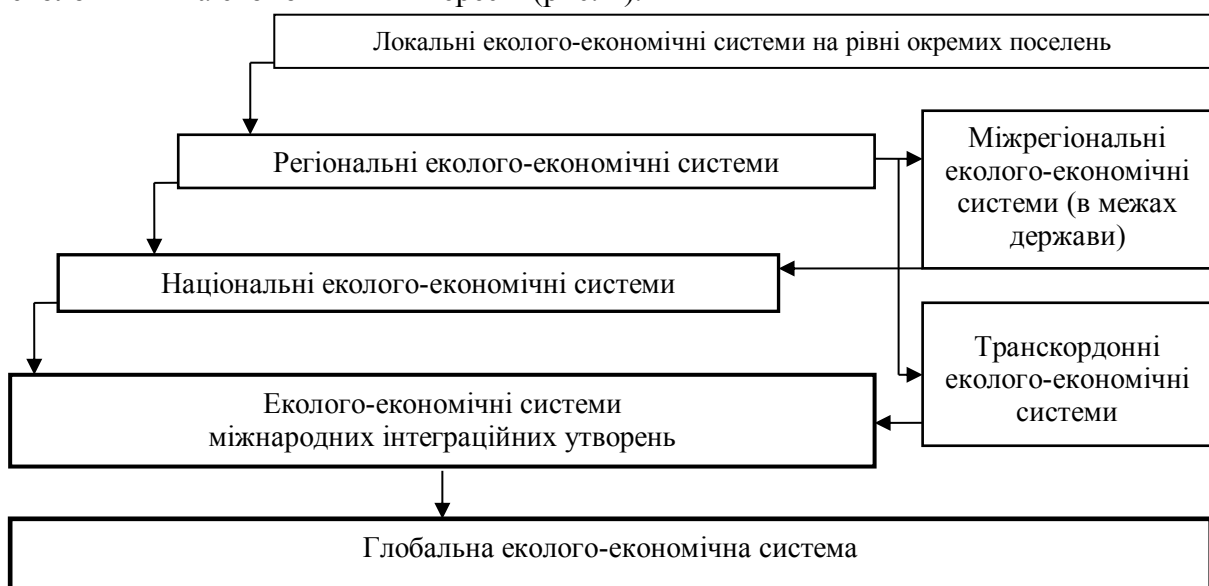 Локальні еколого-економічні системи на рівні окремих поселень
Регіональні еколого-економічні системи
Міжрегіональні
еколого-економічні
системи (в межах
держави)
Національні еколого-економічні системи
Транскордонні
еколого-економічні
системи
Еколого-економічні системи
міжнародних інтеграційних утворень
Глобальна еколого-економічна система